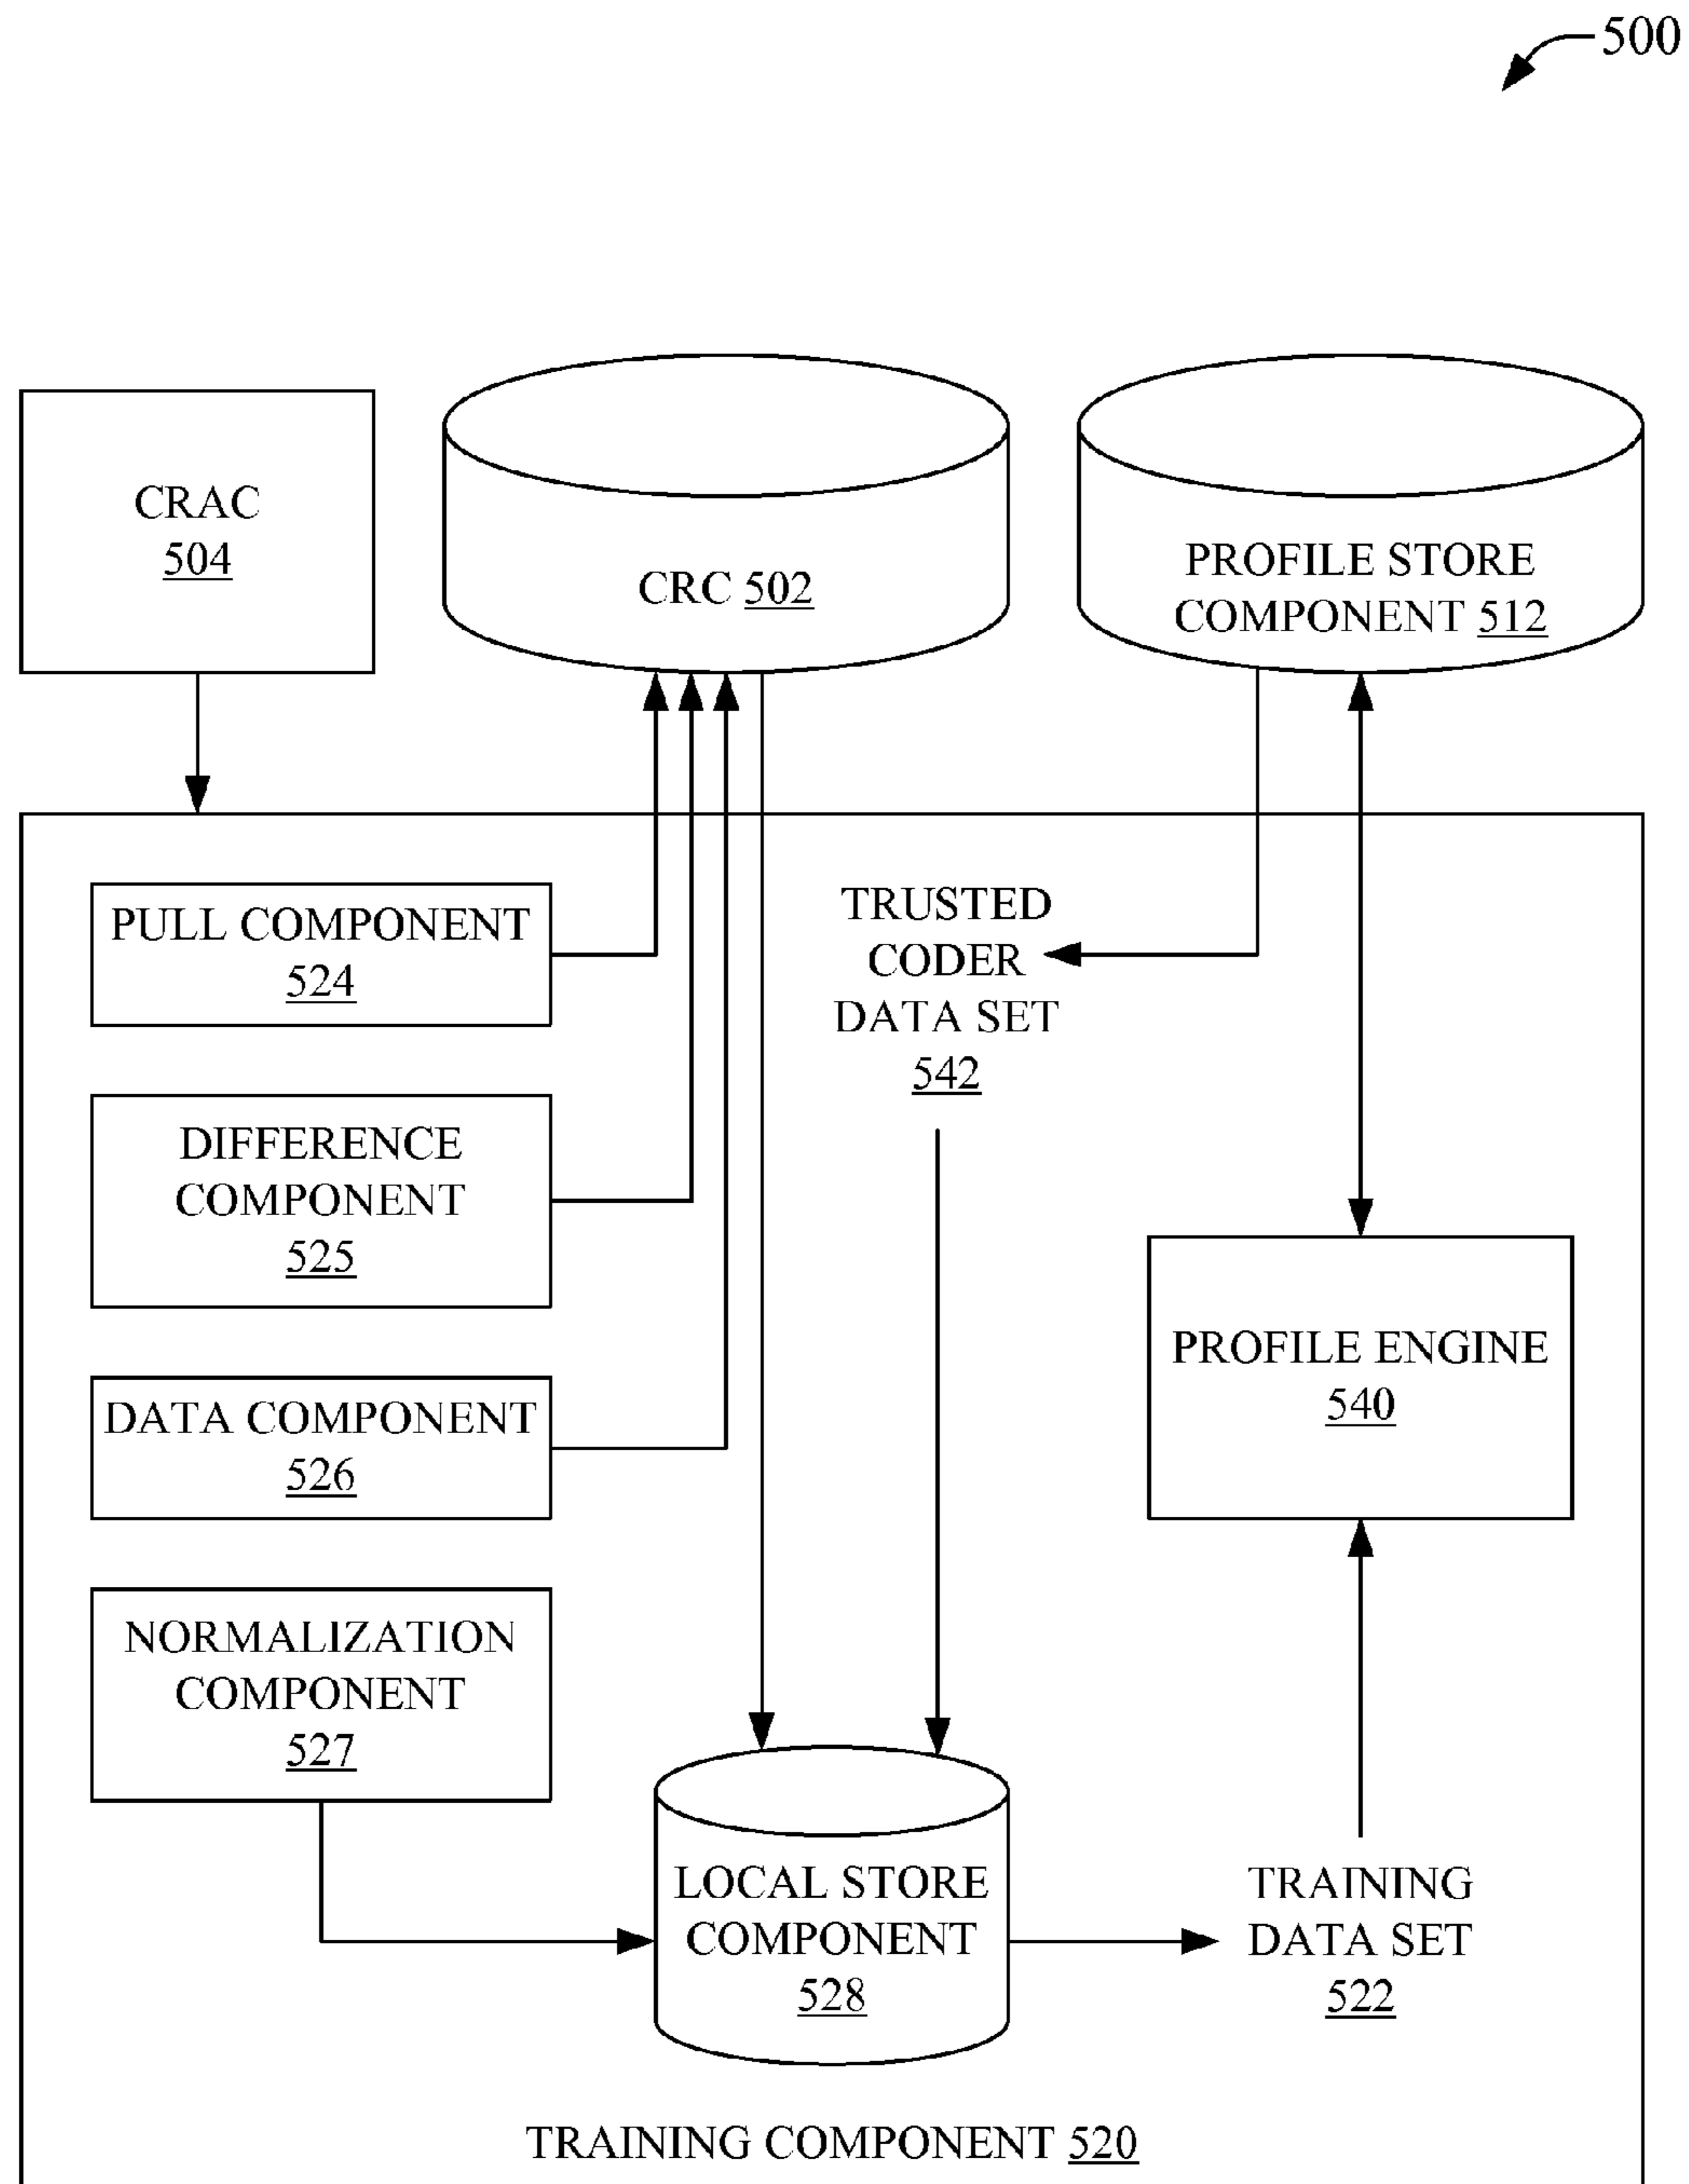 500
CRAC
504
CRC 502
PROFILE STORE
COMPONENT 512
PULL COMPONENT
524
TRUSTED
CODER
DATA SET
542
DIFFERENCE
COMPONENT
525
PROFILE ENGINE
540
DATA COMPONENT
526
NORMALIZATION
COMPONENT
527
LOCAL STORE
COMPONENT
528
TRAINING
DATA SET
522
TRAINING COMPONENT 520